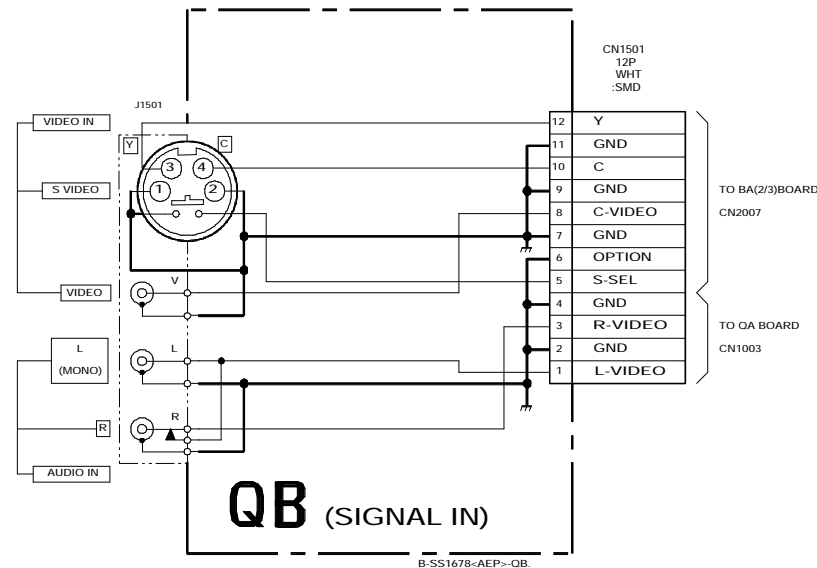 CN1501
12P
WHT
:SMD
J1501
VIDEO IN
Y
C
3
4
1
2
S VIDEO
VIDEO
V
L
(MONO)
L
R
R
AUDIO IN
12 Y
11 GND
10 C
9 GND
8 C-VIDEO
7 GND
6 OPTION
5 S-SEL
4 GND
3 R-VIDEO
2 GND
1 L-VIDEO
TO BA(2/3)BOARD
CN2007
TO QA BOARD
CN1003
QB (SIGNAL IN)
B-SS1678<AEP>-QB.